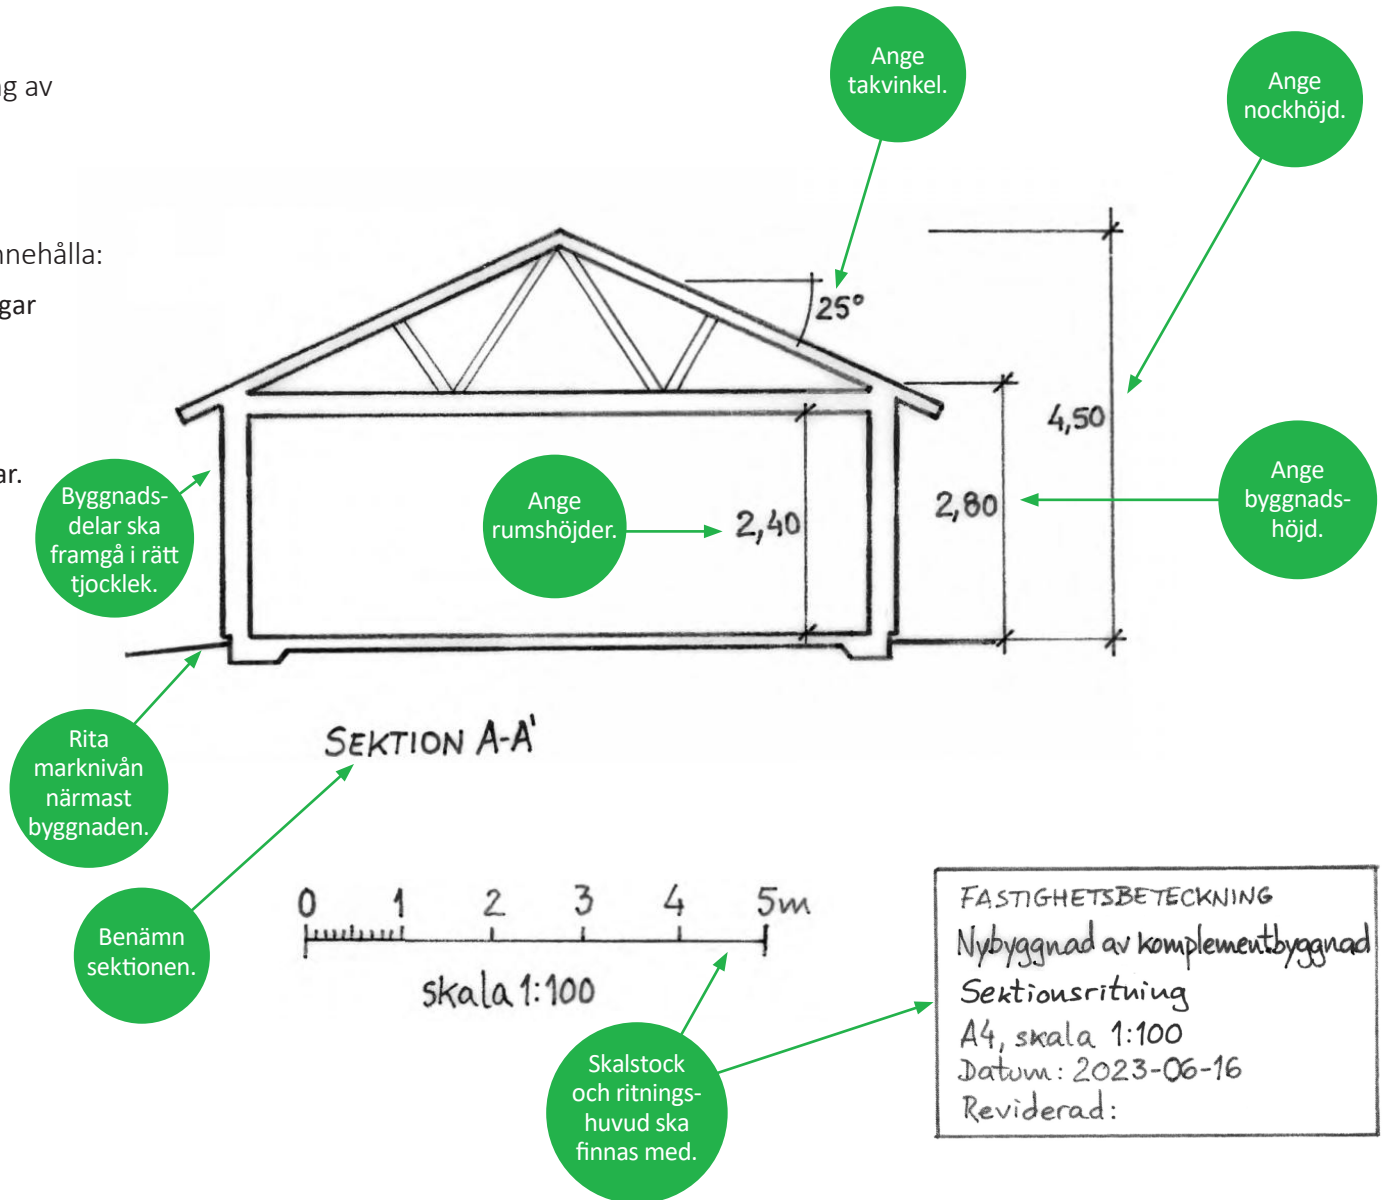 g av
nnehålla:
gar
ar.
Ange
takvinkel.
Ange
nockhöjd.
25°
4,50
2,80
2,40
Byggnads-
delar ska
framgå i rätt
tjocklek.
Ange
rumshöjder.
Ange
byggnads-
höjd.
Rita
marknivån
närmast
byggnaden.
SEKTION A-A'
Benämn
sektionen.
0 1 2 3 4 5m
skala 1:100
Skalstock
och ritnings-
huvud ska
finnas med.
FASTIGHETSBETECKNING
Nybyggnad av komplementbyggnad
Sektionsritning
A4, skala 1:100
Datum: 2023-06-16
Reviderad: